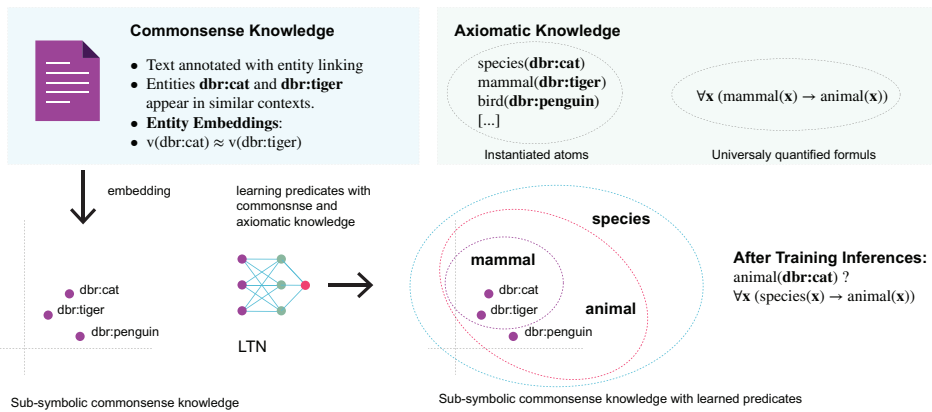 Commonsense Knowledge
• Text annotated with entity linking
• Entities dbr:cat and dbr:tiger
appear in similar contexts.
• Entity Embeddings:
• v(dbr:cat) ≈ v(dbr:tiger)
Axiomatic Knowledge
species(dbr:cat)
mammal(dbr:tiger)
bird(dbr:penguin)
[...]
Instantiated atoms
∀x (mammal(x) → animal(x))
Universaly quantified formuls
embedding
learning predicates with
commonsnse and
axiomatic knowledge
dbr:cat
dbr:tiger
dbr:penguin
LTN
Sub-symbolic commonsense knowledge
species
mammal
dbr:cat
dbr:tiger
animal
dbr:penguin
Sub-symbolic commonsense knowledge with learned predicates
After Training Inferences:
animal(dbr:cat) ?
∀x (species(x) → animal(x))